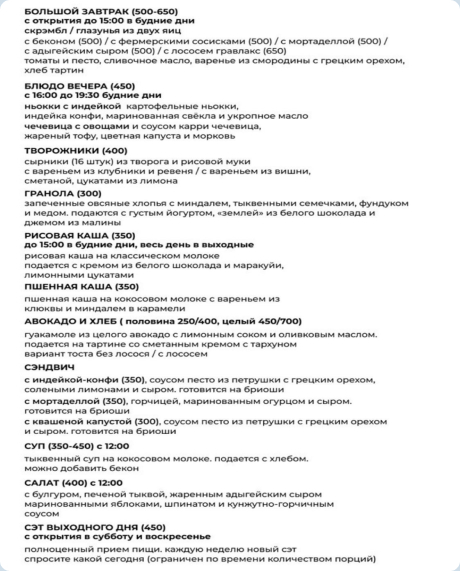 БОЛЬШОЙ ЗАВТРАК (500-650)
с открытия до 15:00 в будние дни
скрэмбл / глазунья из двух яиц
с беконом (500) / с фермерскими сосисками (500) / с мортаделлой (500) /
с адыгейским сыром (500) / с лососем гравлакс (650)
томаты и песто, сливочное масло, варенье из смородины с грецким орехом,
хлеб тартин
БЛЮДО ВЕЧЕРА (450)
с 16:00 до 19:30 будние дни
ньокки с индейкой картофельные ньокки,
индейка конфи, маринованная свёкла и укропное масло
чечевица с овощами и соусом карри чечевица,
жареный тофу, цветная капуста и морковь
ТВОРОЖНИКИ (400)
сырники (16 штук) из творога и рисовой муки
с вареньем из клубники и ревеня / с вареньем из вишни,
сметаной, цукатами из лимона
ГРАНОЛА (300)
запеченные овсяные хлопья с миндалем, тыквенными семечками, фундуком
и медом. подаются с густым йогуртом, «землей» из белого шоколада и
джемом из малины
РИСОВАЯ КАША (350)
до 15:00 в будние дни, весь день в выходные
рисовая каша на классическом молоке
подается с кремом из белого шоколада и маракуйи,
лимонными цукатами
ПШЕННАЯ КАША (350)
пшенная каша на кокосовом молоке с вареньем из
клюквы и миндалем в карамели
АВОКАДО И ХЛЕБ ( половина 250/400, целый 450/700)
гуакамоле из целого авокадо с лимонным соком и оливковым маслом.
подается на тартине со сметанным кремом с тархуном
вариант тоста без лосося / с лососем
СЭНДВИЧ
с индейкой-конфи (350), соусом песто из петрушки с грецким орехом,
солеными лимонами и сыром. готовится на бриоши
с мортаделлой (350), горчицей, маринованным огурцом и сыром.
готовится на бриоши
с квашеной капустой (300), соусом песто из петрушки с грецким орехом
и сыром. готовится на бриоши
СУП (350-450) с 12:00
тыквенный суп на кокосовом молоке. подается с хлебом.
можно добавить бекон
САЛАТ (400) с 12:00
с булгуром, печеной тыквой, жаренным адыгейским сыром
маринованными яблоками, шпинатом и кунжутно-горчичным
соусом
СЭТ ВЫХОДНОГО ДНЯ (450)
с открытия в субботу и воскресенье
полноценный прием пищи. каждую неделю новый сэт
спросите какой сегодня (ограничен по времени количеством порций)